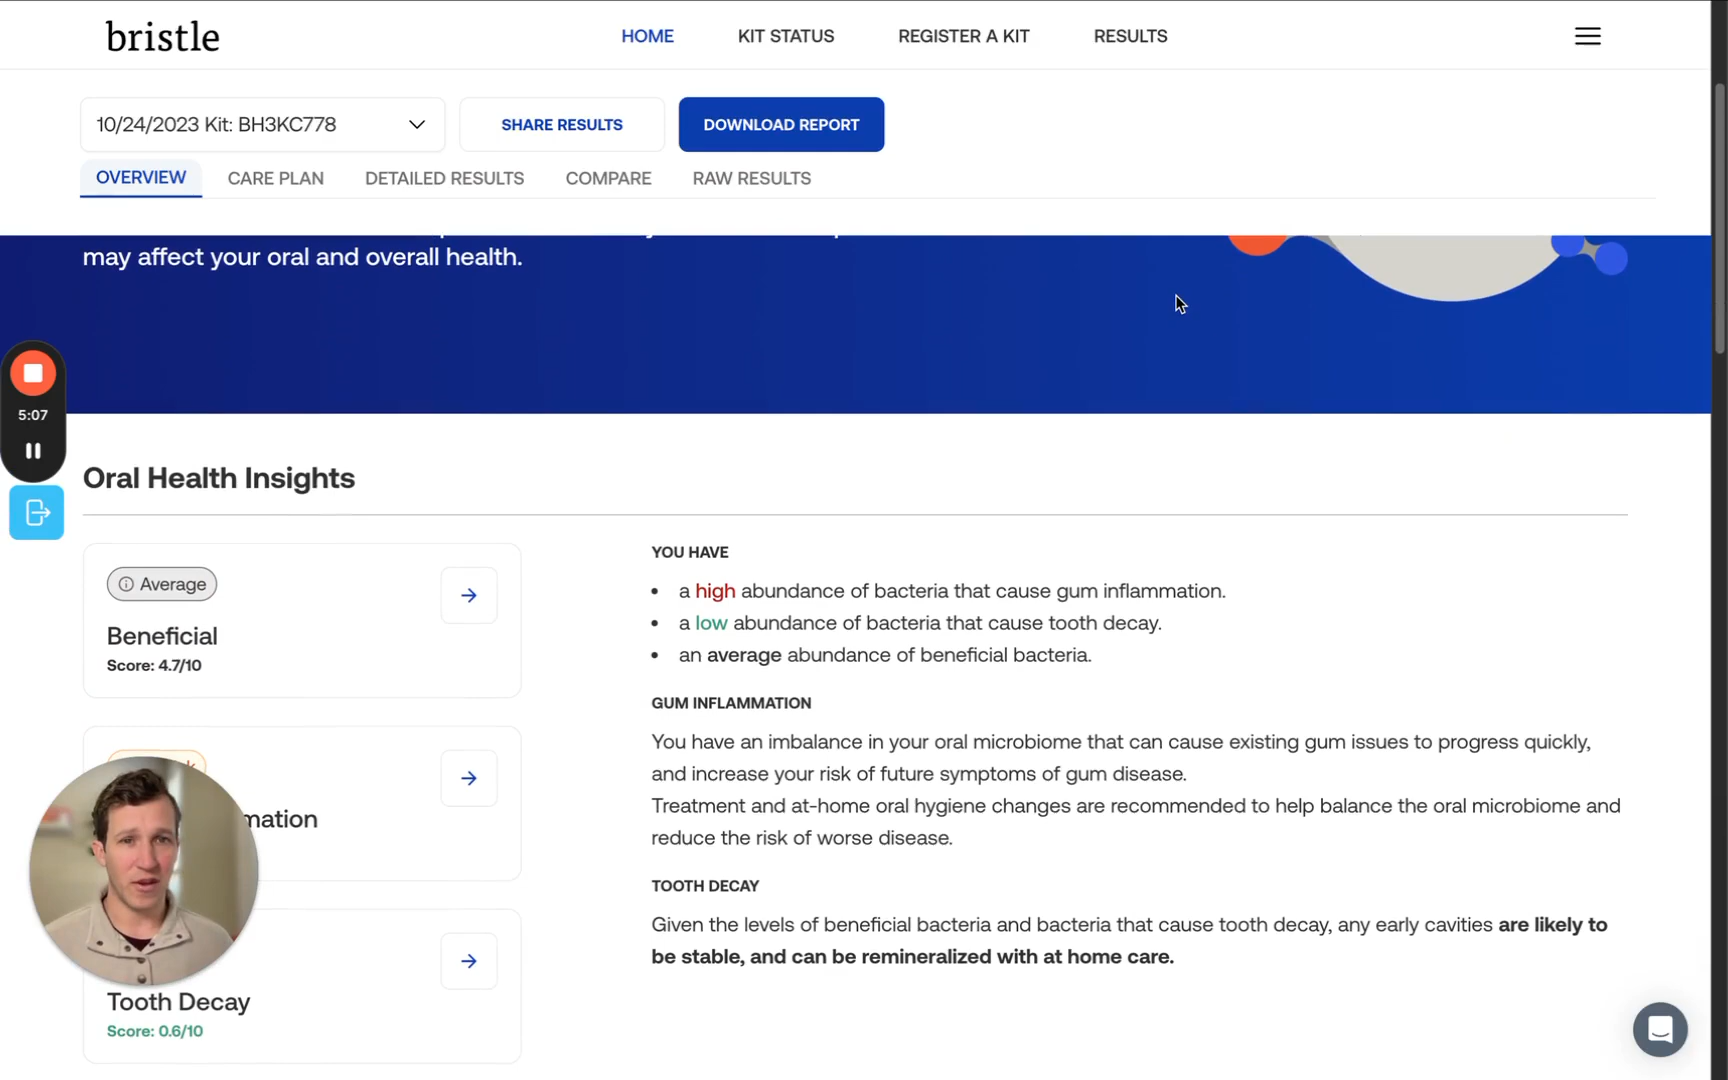 bristle
HOME
KIT STATUS
REGISTER A KIT
RESULTS
10/24/2023 Kit: BH3KC778
SHARE RESULTS
DOWNLOAD REPORT
OVERVIEW
CARE PLAN
DETAILED RESULTS
COMPARE
RAW RESULTS
may affect your oral and overall health.
5:07
Oral Health Insights
Average
Beneficial
Score: 4.7/10
Tooth Decay
Score: 0.6/10
YOU HAVE
• a high abundance of bacteria that cause gum inflammation.
• a low abundance of bacteria that cause tooth decay.
• an average abundance of beneficial bacteria.
GUM INFLAMMATION
You have an imbalance in your oral microbiome that can cause existing gum issues to progress quickly,
and increase your risk of future symptoms of gum disease.
Treatment and at-home oral hygiene changes are recommended to help balance the oral microbiome and
reduce the risk of worse disease.
TOOTH DECAY
Given the levels of beneficial bacteria and bacteria that cause tooth decay, any early cavities are likely to
be stable, and can be remineralized with at home care.